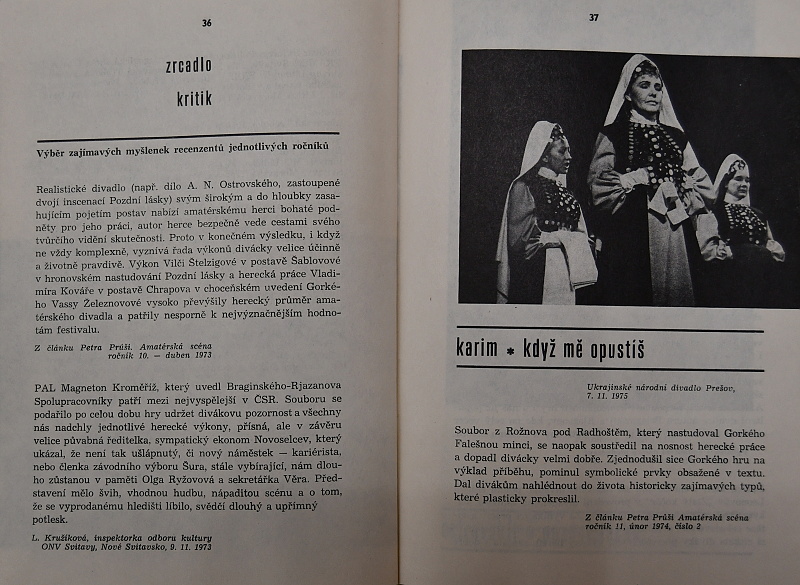 36
zrcadlo
kritik
Výběr zajímavých myšlenek recenzentů jednotlivých ročníků
Realistické divadlo (např. dílo A. N. Ostrovského, zastoupené
dvojí inscenací Pozdní lásky) svým širokým a do hloubky zasa-
hujícím pojetím postav nabízí amatérskému herci bohaté pod-
něty pro jeho práci, autor herce bezpečně vede cestami svého
tvůrčího vidění skutečnosti. Proto v konečném výsledku, i když
ne vždy komplexně, vyznívá řada výkonů divácky velice účinně
a životně pravdivě. Výkon Vilči Štelzigové v postavě Šablovové
v hronovském nastudování Pozdní lásky a herecká práce Vladi-
míra Kováře v postavě Chrapova v choceňském uvedení Gorké-
ho Vassy Železnovové vysoko převýšily herecký průměr ama-
térského divadla a patřily nesporně k nejvýznačnějším hodno-
tám festivalu.
Z článku Petra Průši. Amatérská scéna
ročník 10. — duben 1973
PAL Magneton Kroměříž, který uvedl Braginského-Rjazanova
Spolupracovníky patří mezi nejvyspělejší v ČSR. Souboru se
podařilo po celou dobu hry udržet divákovu pozornost a všechny
nás nadchly jednotlivé herecké výkony, přísná, ale v závěru
velice půvabná ředitelka, sympatický ekonom Novoselcev, který
ukázal, že není tak ušlápnutý, či nový náměstek — kariérista,
nebo členka závodního výboru Šura, stále vybírající, nám dlou-
ho zůstanou v paměti Olga Ryžovová a sekretářka Věra. Před-
stavení mělo švih, vhodnou hudbu, nápaditou scénu a o tom,
že se vyprodanému hledišti líbilo, svědčí dlouhý a upřímný
potlesk.
L. Kružíková, inspektorka odboru kultury
ONV Svitavy, Nové Svitavsko, 9. 11. 1973
37
karim * když mě opustíš
Ukrajinské národní divadlo Prešov,
7. 11. 1975
Soubor z Rožnova pod Radhoštěm, který nastudoval Gorkého
Falešnou minci, se naopak soustředil na nosnost herecké práce
a dopadl divácky velmi dobře. Zjednodušil sice Gorkého hru na
výklad příběhu, pominul symbolické prvky obsažené v textu.
Dal divákům nahlédnout do života historicky zajímavých typů,
které plasticky prokreslil.
Z článku Petra Průši Amatérská scéna
ročník 11, únor 1974, číslo 2